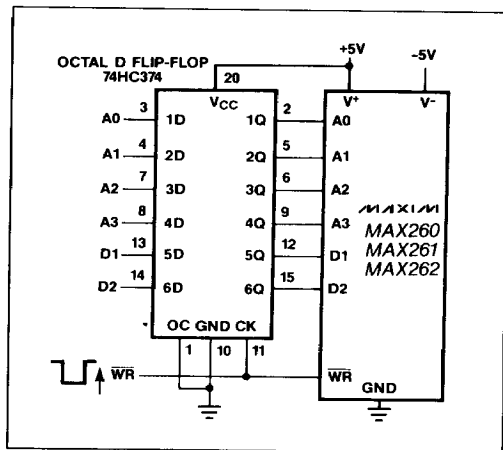 OCTAL D FLIP-FLOP
74HC374
+5V
-5V
20
VCC
V+
V-
A0 3 1D 1Q 2 A0
A1 4 2D 2Q 5 A1
A2 7 3D 3Q 6 A2
A3 8 4D 4Q 9 A3
D1 13 5D 5Q 12 D1
D2 14 6D 6Q 15 D2
MAXIM
MAX260
MAX261
MAX262
OC GND CK
1 10 11
WR
WR
GND